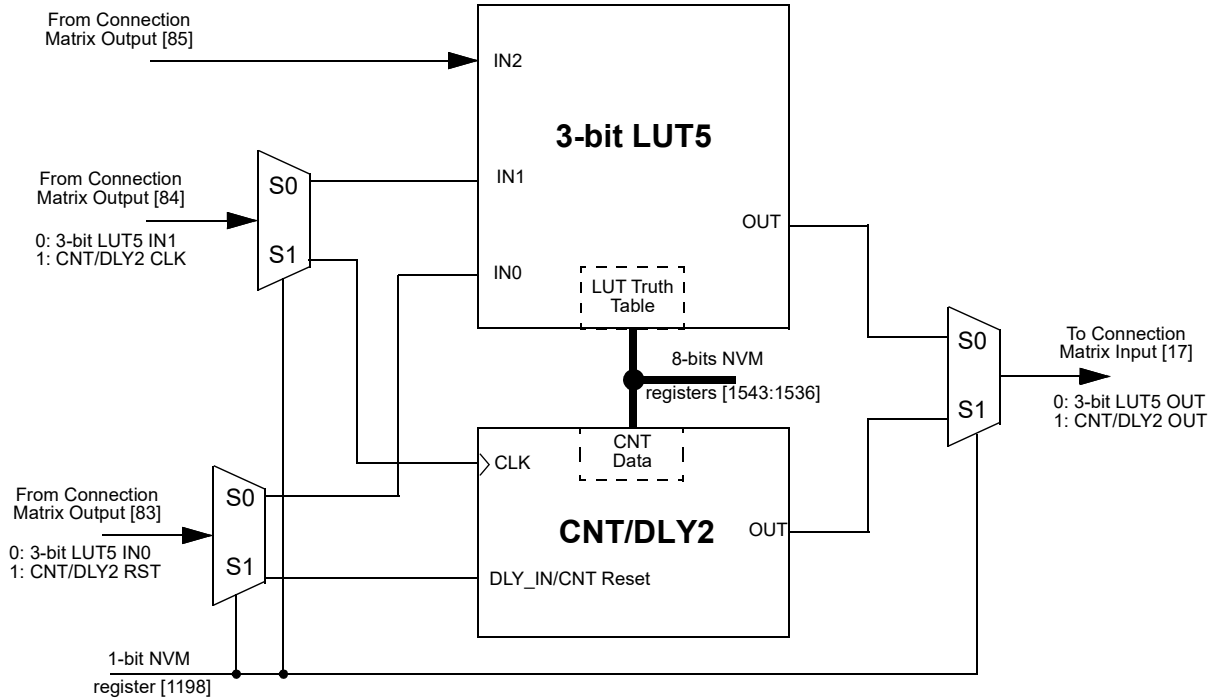 From Connection
Matrix Output [85]
IN2
3-bit LUT5
From Connection
Matrix Output [84]
0: 3-bit LUT5 IN1
1: CNT/DLY2 CLK
S0
S1
IN1
IN0
OUT
LUT Truth
Table
8-bits NVM
registers [1543:1536]
S0
S1
To Connection
Matrix Input [17]
0: 3-bit LUT5 OUT
1: CNT/DLY2 OUT
CNT
Data
CLK
CNT/DLY2
OUT
DLY_IN/CNT Reset
From Connection
Matrix Output [83]
0: 3-bit LUT5 IN0
1: CNT/DLY2 RST
S0
S1
1-bit NVM
register [1198]